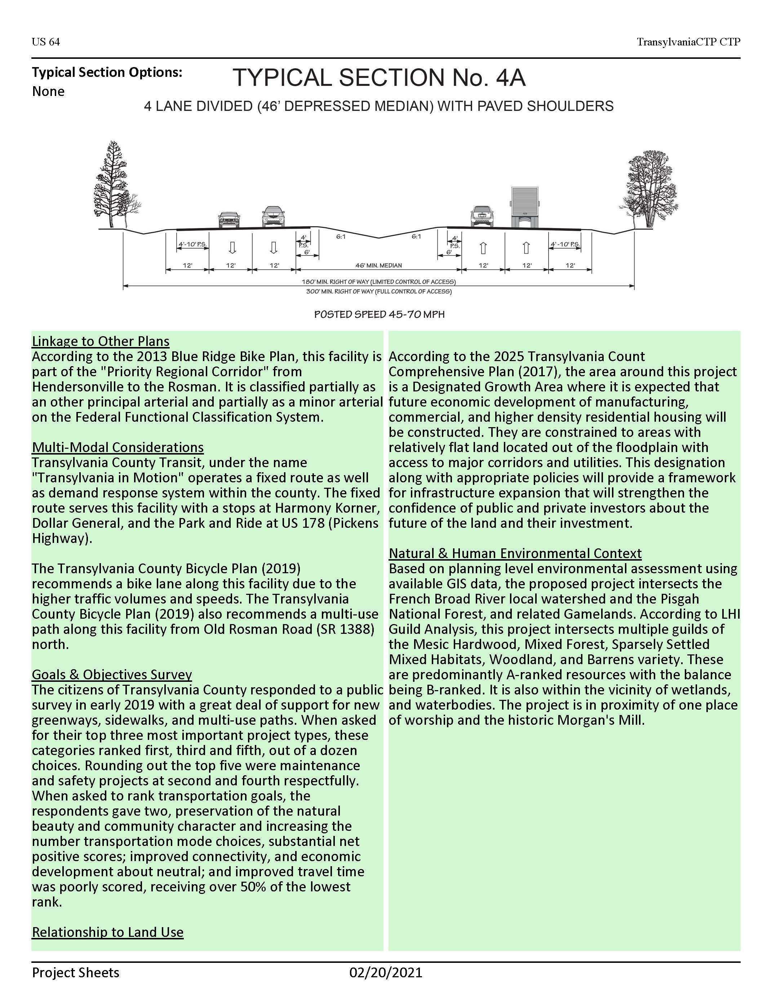 US 64
TransylvaniaCTP CTP
Typical Section Options:
None
TYPICAL SECTION No. 4A
4 LANE DIVIDED (46' DEPRESSED MEDIAN) WITH PAVED SHOULDERS
4'-10' P.S.
4'
P.S.
6'
6:1
6:1
4'
P.S.
6'
4'-10' P.S.
12'
12'
12'
46' MIN. MEDIAN
12'
12'
12'
180' MIN. RIGHT OF WAY (LIMITED CONTROL OF ACCESS)
300' MIN. RIGHT OF WAY (FULL CONTROL OF ACCESS)
POSTED SPEED 45-70 MPH
Linkage to Other Plans
According to the 2013 Blue Ridge Bike Plan, this facility is
part of the "Priority Regional Corridor" from
Hendersonville to the Rosman. It is classified partially as
an other principal arterial and partially as a minor arterial
on the Federal Functional Classification System.
Multi-Modal Considerations
Transylvania County Transit, under the name
"Transylvania in Motion" operates a fixed route as well
as demand response system within the county. The fixed
route serves this facility with a stops at Harmony Korner,
Dollar General, and the Park and Ride at US 178 (Pickens
Highway).
The Transylvania County Bicycle Plan (2019)
recommends a bike lane along this facility due to the
higher traffic volumes and speeds. The Transylvania
County Bicycle Plan (2019) also recommends a multi-use
path along this facility from Old Rosman Road (SR 1388)
north.
Goals & Objectives Survey
The citizens of Transylvania County responded to a public
survey in early 2019 with a great deal of support for new
greenways, sidewalks, and multi-use paths. When asked
for their top three most important project types, these
categories ranked first, third and fifth, out of a dozen
choices. Rounding out the top five were maintenance
and safety projects at second and fourth respectfully.
When asked to rank transportation goals, the
respondents gave two, preservation of the natural
beauty and community character and increasing the
number transportation mode choices, substantial net
positive scores; improved connectivity, and economic
development about neutral; and improved travel time
was poorly scored, receiving over 50% of the lowest
rank.
Relationship to Land Use
According to the 2025 Transylvania Count
Comprehensive Plan (2017), the area around this project
is a Designated Growth Area where it is expected that
future economic development of manufacturing,
commercial, and higher density residential housing will
be constructed. They are constrained to areas with
relatively flat land located out of the floodplain with
access to major corridors and utilities. This designation
along with appropriate policies will provide a framework
for infrastructure expansion that will strengthen the
confidence of public and private investors about the
future of the land and their investment.
Natural & Human Environmental Context
Based on planning level environmental assessment using
available GIS data, the proposed project intersects the
French Broad River local watershed and the Pisgah
National Forest, and related Gamelands. According to LHI
Guild Analysis, this project intersects multiple guilds of
the Mesic Hardwood, Mixed Forest, Sparsely Settled
Mixed Habitats, Woodland, and Barrens variety. These
are predominantly A-ranked resources with the balance
being B-ranked. It is also within the vicinity of wetlands,
and waterbodies. The project is in proximity of one place
of worship and the historic Morgan's Mill.
Project Sheets
02/20/2021